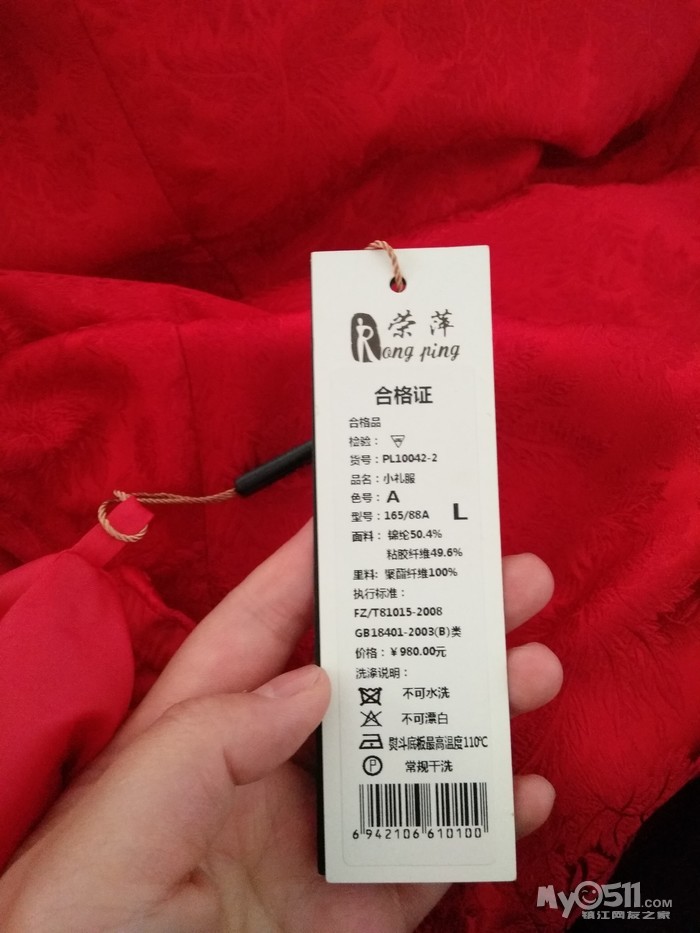 荣萍
Rong ping
合格证
合格品
检验：
货号：PL10042-2
品名：小礼服
色号：A
型号：165/88A L
面料：锦纶50.4%
粘胶纤维49.6%
里料：聚酯纤维100%
执行标准：
FZ/T81015-2008
GB18401-2003(B)类
价格：¥980.00元
洗涤说明：
不可水洗
不可漂白
熨斗底板最高温度110℃
P 常规干洗
6 942106 610100
My0511.com
镇江网友之家